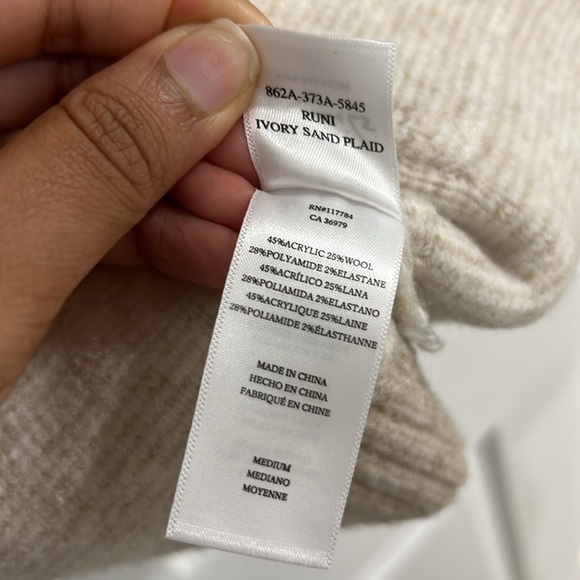 862A-373A-5845
RUNI
IVORY SAND PLAID
RN#117784
CA 36979
45%ACRYLIC 25%WOOL
28%POLYAMIDE 2%ELASTANE
45%ACRÍLICO 25%LANA
28%POLIAMIDA 2%ELASTANO
45%ACRYLIQUE 25%LAINE
28%POLIAMIDE 2%ÉLASTHANNE
MADE IN CHINA
HECHO EN CHINA
FABRIQUÉ EN CHINE
MEDIUM
MEDIANO
MOYENNE